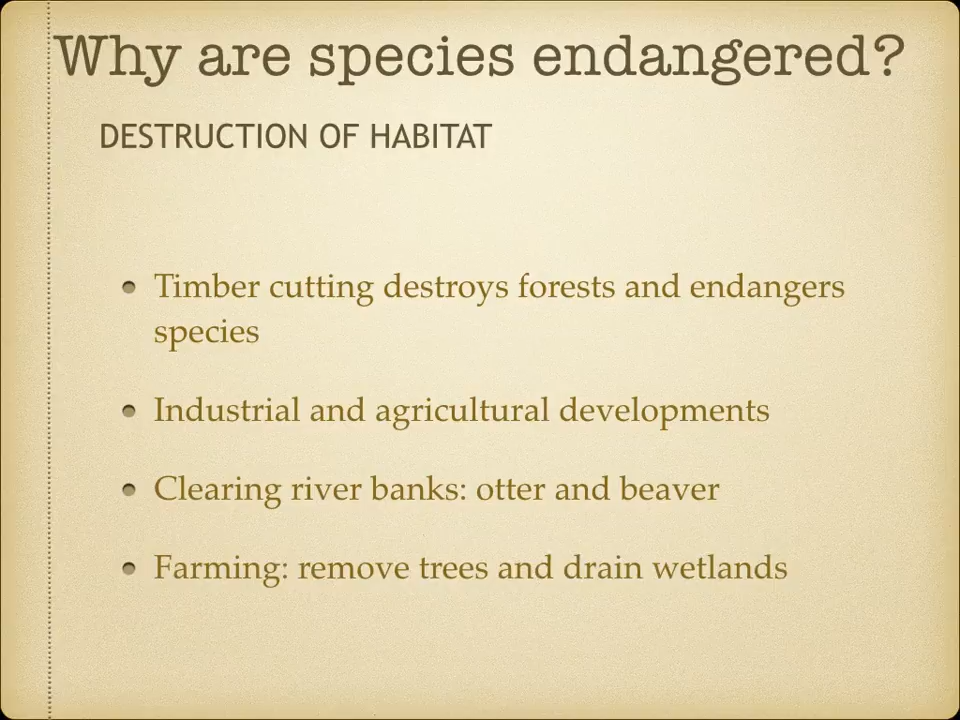 Why are species endangered?
DESTRUCTION OF HABITAT
Timber cutting destroys forests and endangers
species
Industrial and agricultural developments
Clearing river banks: otter and beaver
Farming: remove trees and drain wetlands